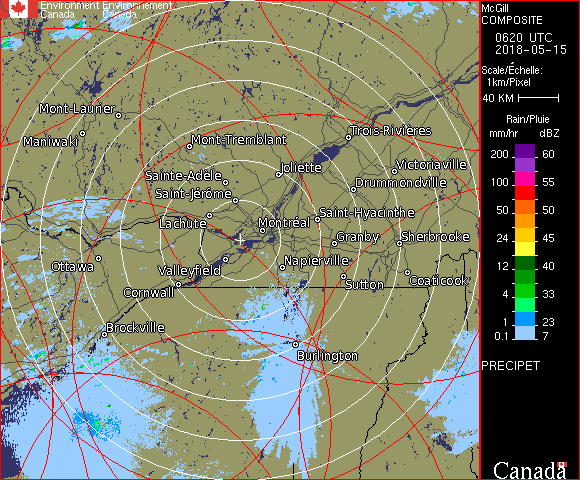 Environment Environnement
Canada Canada
McGill
COMPOSITE
0620 UTC
2018-05-15
Scale/Échelle:
1km/Pixel
40 KM
Rain/Pluie
mm/hr dBZ
200 60
150 57
100 55
50 50
24 45
12 40
4 33
1 23
0.1 7
PRECIPET
Canada
Mont-Laurier
Maniwaki
Mont-Tremblant
Trois-Rivières
Joliette
Victoriaville
Sainte-Adèle
Drummondville
Saint-Jérôme
Lachute
Montréal
Saint-Hyacinthe
Granby
Sherbrooke
Ottawa
Valleyfield
Napierville
Cornwall
Sutton
Coaticook
Brockville
Burlington